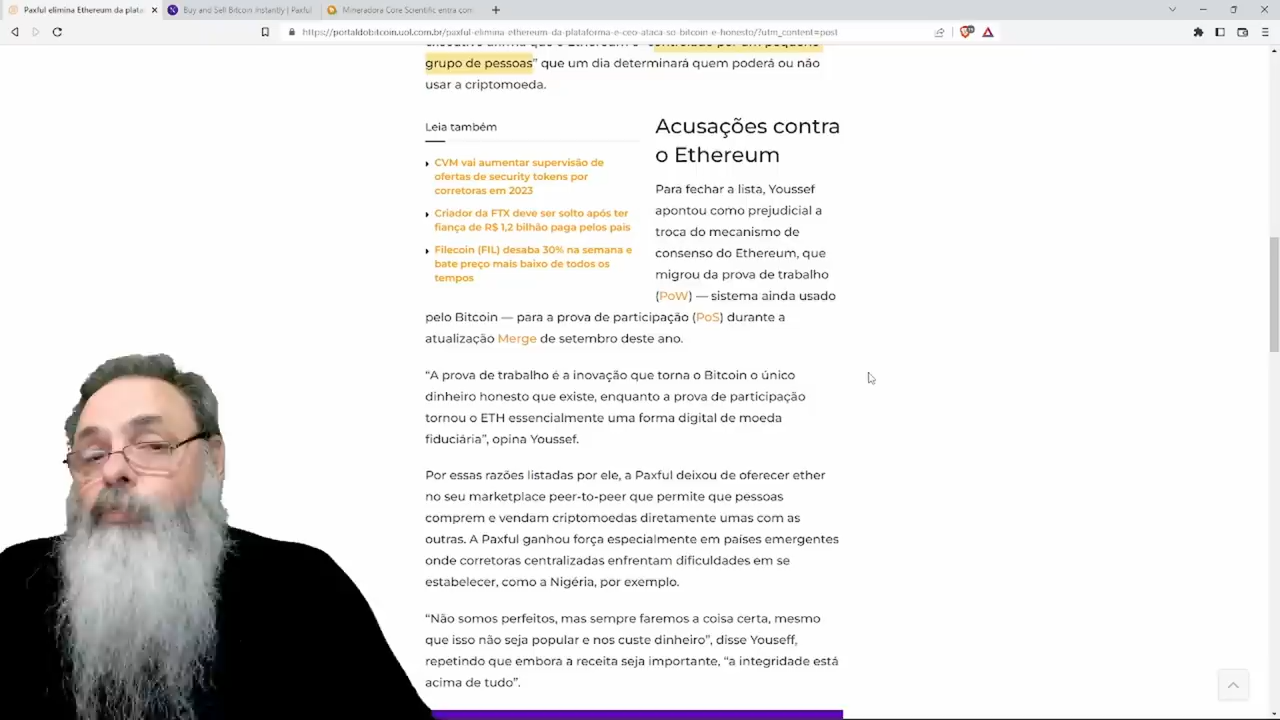 Paxful elimina Ethereum da plata
Buy and Sell Bitcoin Instantly | Paxful
Mineradora Core Scientific entra con
https://portaldobitcoin.uol.com.br/paxful-elimina-ethereum-da-plataforma-e-ceo-ataca-so-bitcoin-e-honesto/?utm_content=post
executivo afirma que o Ethereum é “controlado por um pequeno
grupo de pessoas” que um dia determinará quem poderá ou não
usar a criptomoeda.
Leia também
CVM vai aumentar supervisão de
ofertas de security tokens por
corretoras em 2023
Criador da FTX deve ser solto após ter
fiança de R$ 1,2 bilhão paga pelos pais
Filecoin (FIL) desaba 30% na semana e
bate preço mais baixo de todos os
tempos
Acusações contra
o Ethereum
Para fechar a lista, Youssef
apontou como prejudicial a
troca do mecanismo de
consenso do Ethereum, que
migrou da prova de trabalho
(PoW) — sistema ainda usado
pelo Bitcoin — para a prova de participação (PoS) durante a
atualização Merge de setembro deste ano.
“A prova de trabalho é a inovação que torna o Bitcoin o único
dinheiro honesto que existe, enquanto a prova de participação
tornou o ETH essencialmente uma forma digital de moeda
fiduciária”, opina Youssef.
Por essas razões listadas por ele, a Paxful deixou de oferecer ether
no seu marketplace peer-to-peer que permite que pessoas
comprem e vendam criptomoedas diretamente umas com as
outras. A Paxful ganhou força especialmente em países emergentes
onde corretoras centralizadas enfrentam dificuldades em se
estabelecer, como a Nigéria, por exemplo.
“Não somos perfeitos, mas sempre faremos a coisa certa, mesmo
que isso não seja popular e nos custe dinheiro”, disse Youseff,
repetindo que embora a receita seja importante, “a integridade está
acima de tudo”.